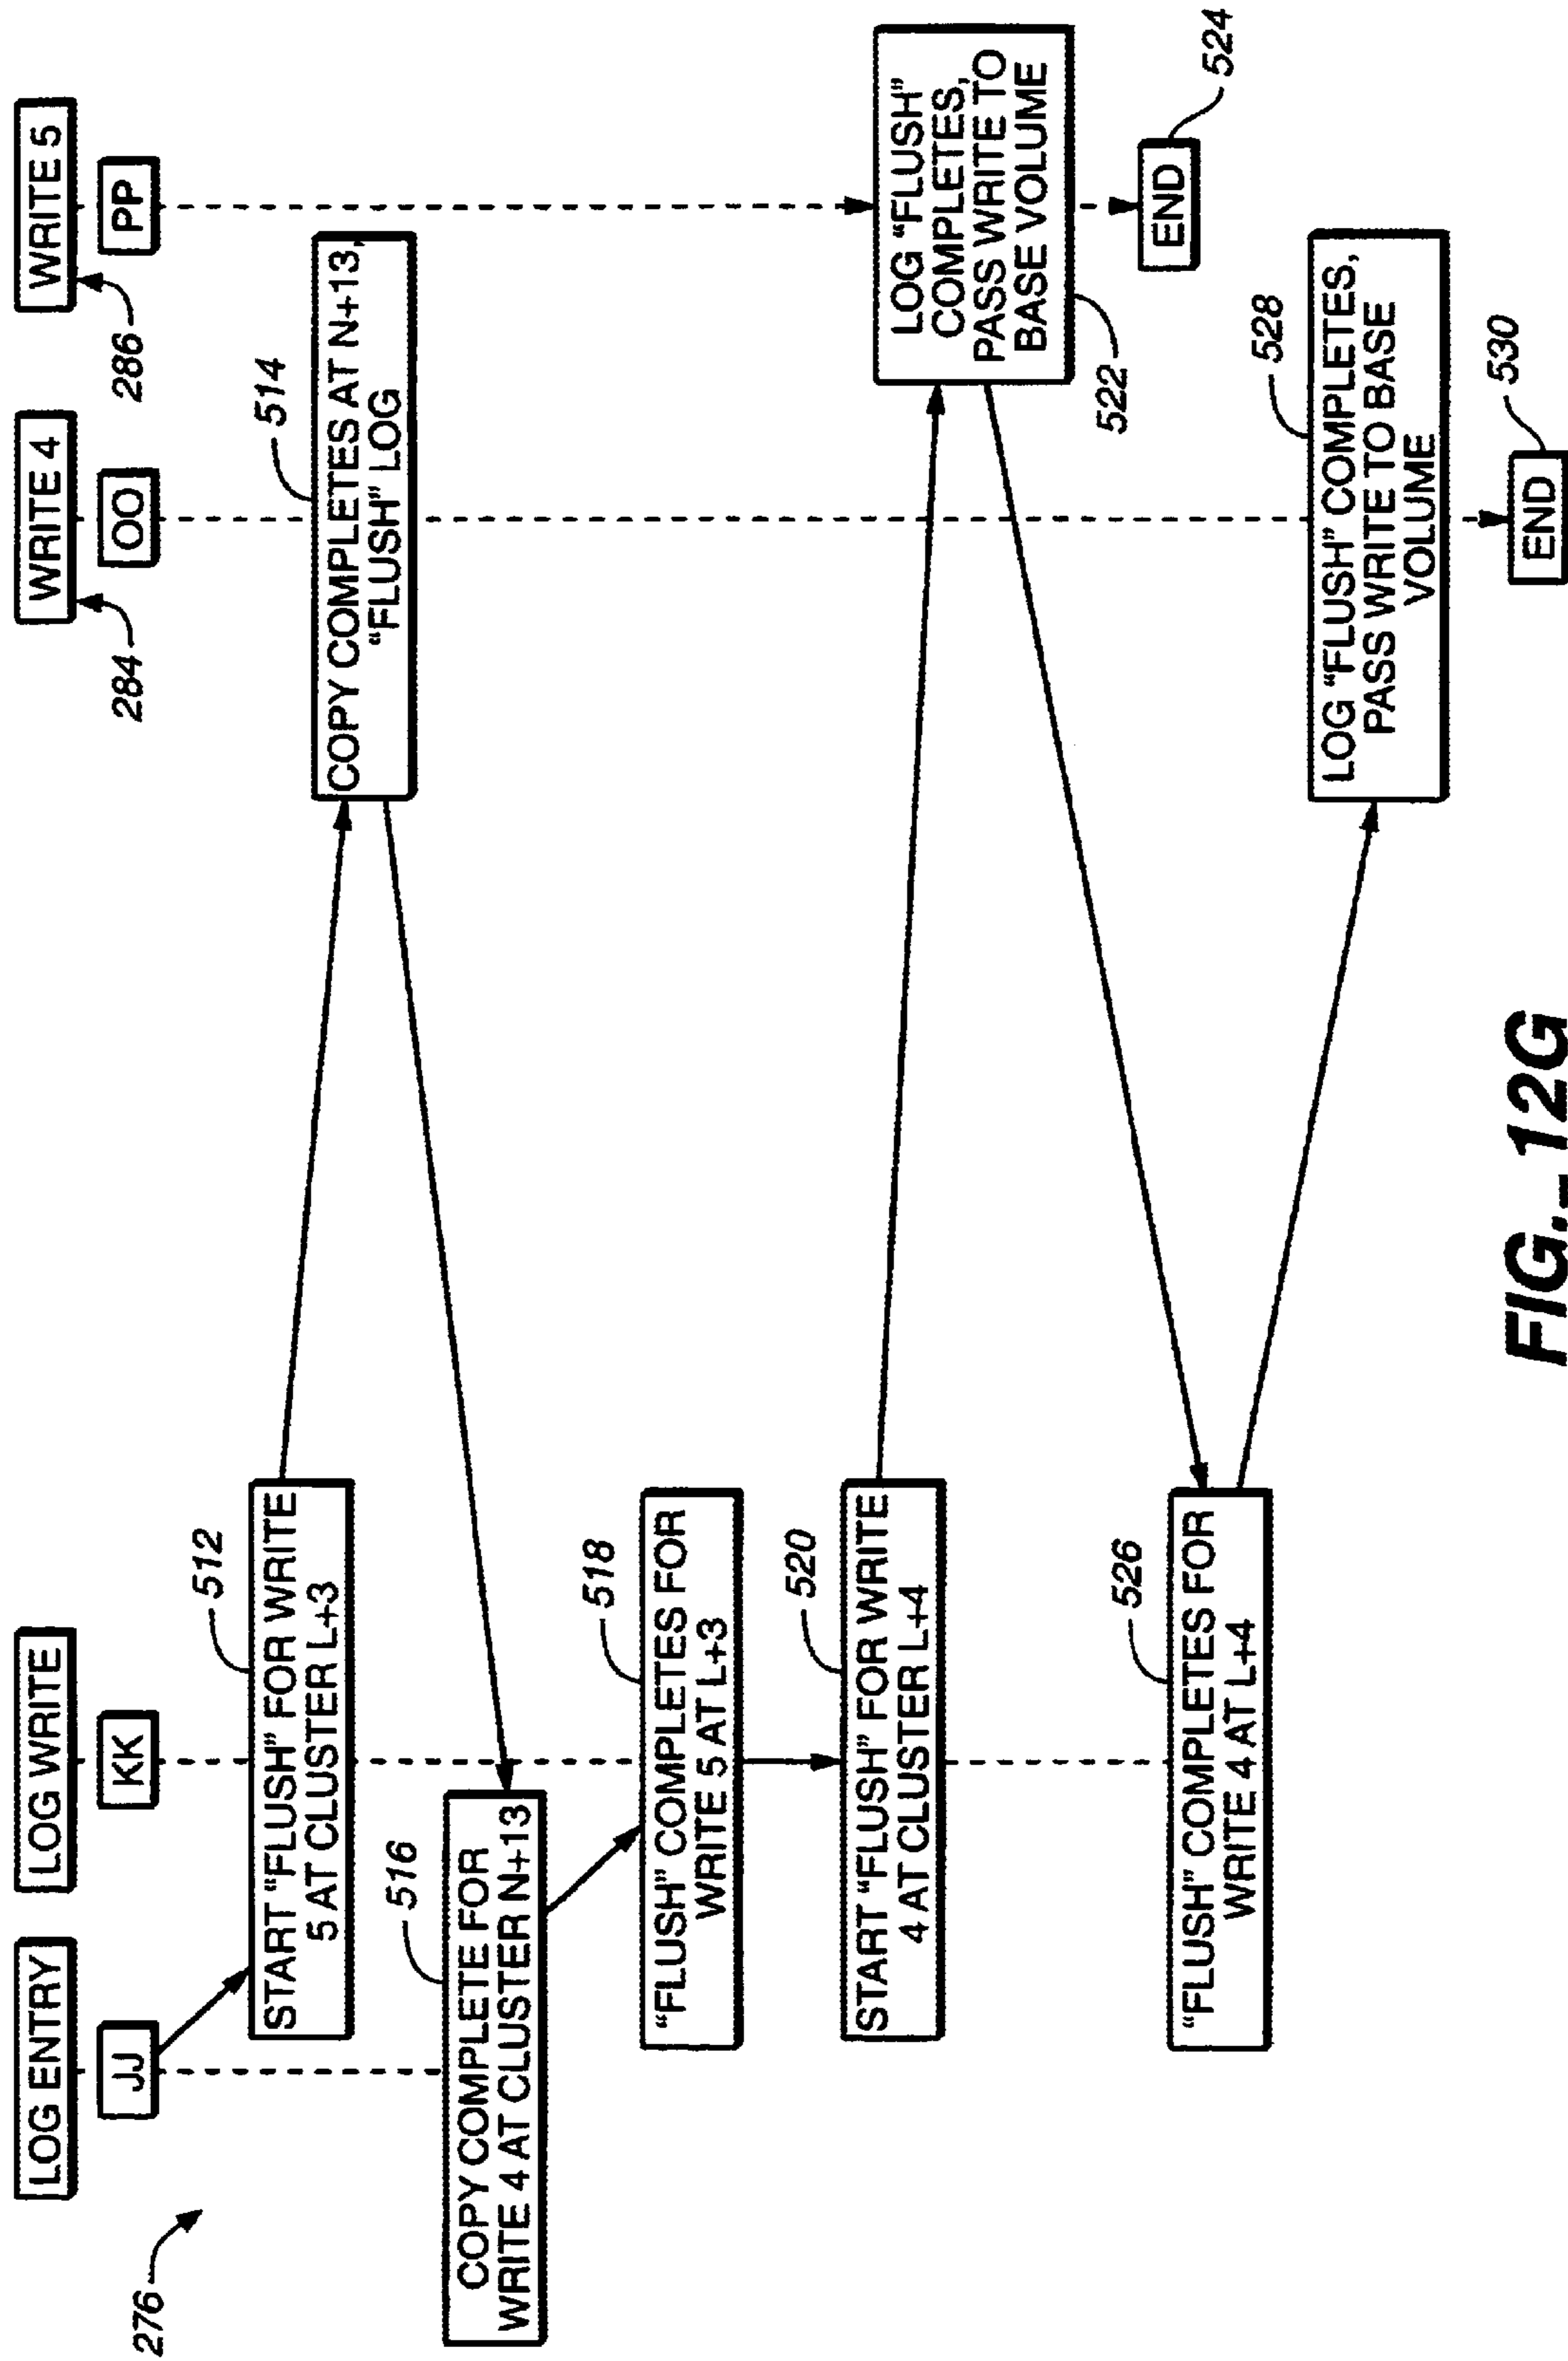 276
LOG ENTRY
LOG WRITE
WRITE 4
WRITE 5
284
286
JJ
KK
OO
PP
512
START "FLUSH" FOR WRITE
5 AT CLUSTER L+3
514
COPY COMPLETES AT N+13,
"FLUSH" LOG
516
COPY COMPLETE FOR
WRITE 4 AT CLUSTER N+13
518
"FLUSH" COMPLETES FOR
WRITE 5 AT L+3
520
START "FLUSH" FOR WRITE
4 AT CLUSTER L+4
LOG "FLUSH"
COMPLETES,
PASS WRITE TO
BASE VOLUME
522
END
524
526
"FLUSH" COMPLETES FOR
WRITE 4 AT L+4
528
LOG "FLUSH" COMPLETES,
PASS WRITE TO BASE
VOLUME
END
530
FIG._12G